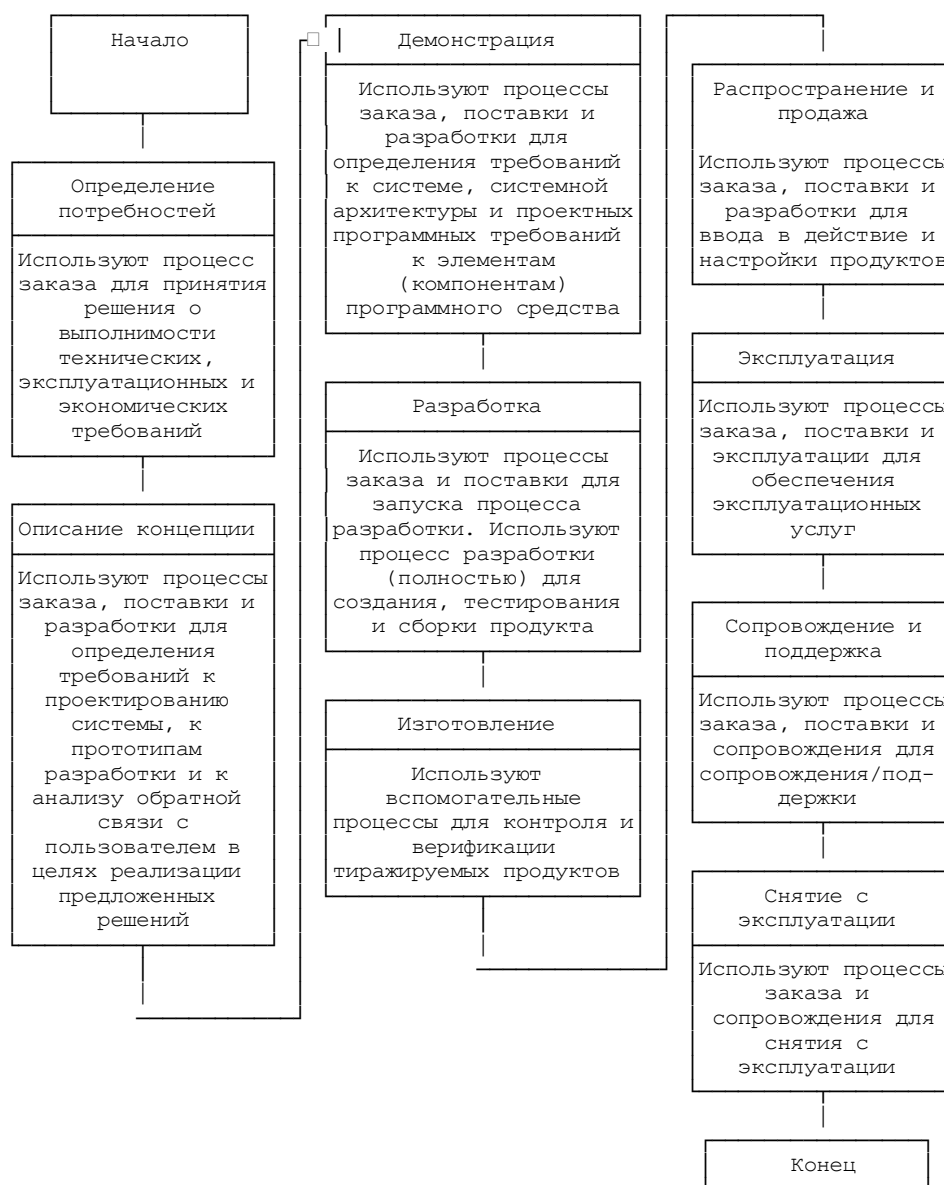 Начало
Определение
потребностей
Используют процесс
заказа для принятия
решения о
выполнимости
технических,
эксплуатационных и
экономических
требований
Описание концепции
Используют процессы
заказа, поставки и
разработки для
определения
требований к
проектированию
системы, к
прототипам
разработки и к
анализу обратной
связи с
пользователем в
целях реализации
предложенных
решений
Демонстрация
Используют процессы
заказа, поставки и
разработки для
определения требований
к системе, системной
архитектуры и проектных
программных требований
к элементам
(компонентам)
программного средства
Разработка
Используют процессы
заказа и поставки для
запуска процесса
разработки. Используют
процесс разработки
(полностью) для
создания, тестирования
и сборки продукта
Изготовление
Используют
вспомогательные
процессы для контроля и
верификации
тиражируемых продуктов
Распространение и
продажа
Используют процессы
заказа, поставки и
разработки для
ввода в действие и
настройки продуктов
Эксплуатация
Используют процессы
заказа, поставки и
эксплуатации для
обеспечения
эксплуатационных
услуг
Сопровождение и
поддержка
Используют процессы
заказа, поставки и
сопровождения для
сопровождения/под-
держки
Снятие с
эксплуатации
Используют процессы
заказа и
сопровождения для
снятия с
эксплуатации
Конец